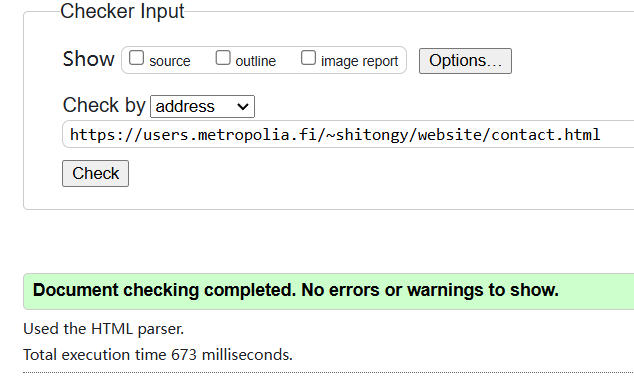 Checker Input
Show source outline image report Options...
Check by address
https://users.metropolia.fi/~shitongy/website/contact.html
Check
Document checking completed. No errors or warnings to show.
Used the HTML parser.
Total execution time 673 milliseconds.